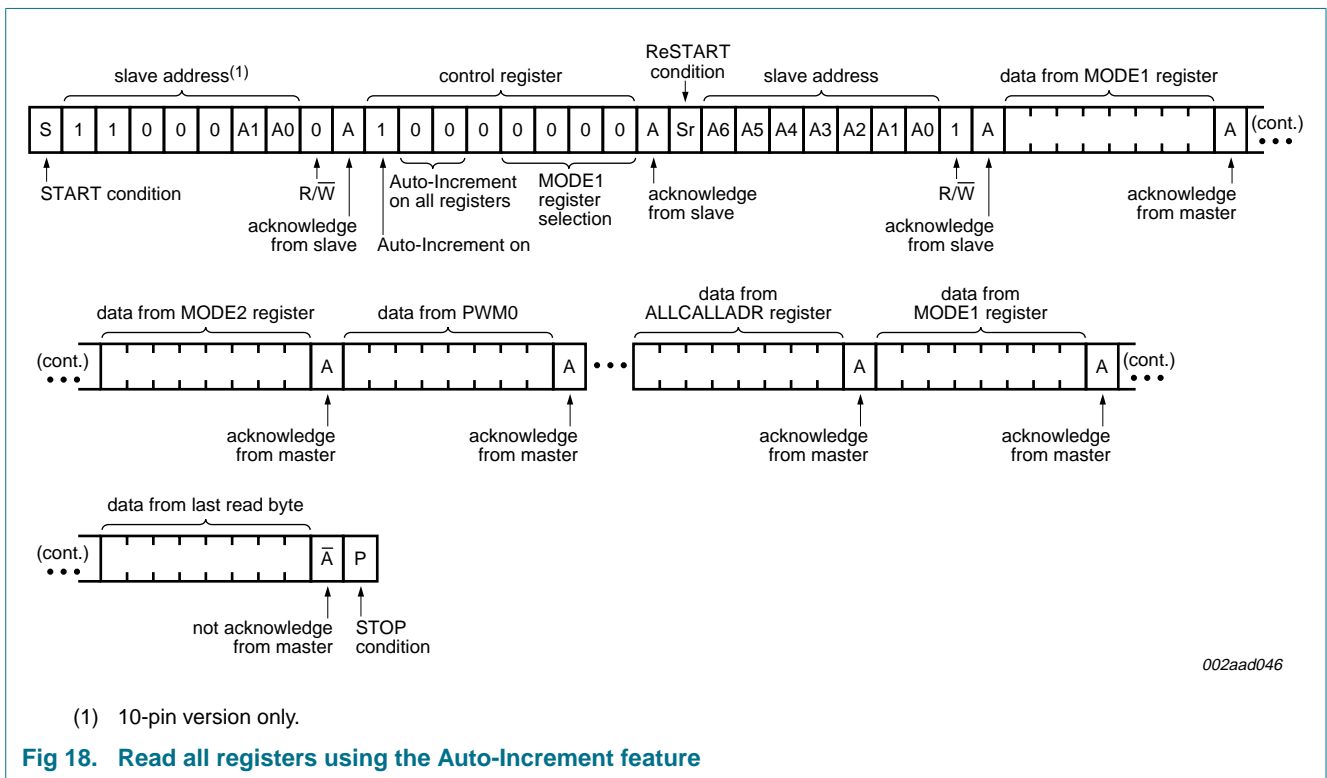 ReSTART
condition
slave address(1) control register slave address data from MODE1 register
S 1 1 0 0 0 A1 A0 0 A 1 0 0 0 0 0 0 0 A Sr A6 A5 A4 A3 A2 A1 A0 1 A A (cont.)
START condition R/W̅ Auto-Increment on all registers MODE1 register selection acknowledge from slave R/W̅ acknowledge from master
acknowledge from slave Auto-Increment on acknowledge from slave
data from MODE2 register data from PWM0 data from ALLCALLADR register data from MODE1 register
(cont.) A A A A (cont.)
acknowledge acknowledge acknowledge acknowledge
from master from master from master from master
data from last read byte
(cont.) A̅ P
not acknowledge STOP
from master condition
002aad046
(1) 10-pin version only.
Fig 18. Read all registers using the Auto-Increment feature